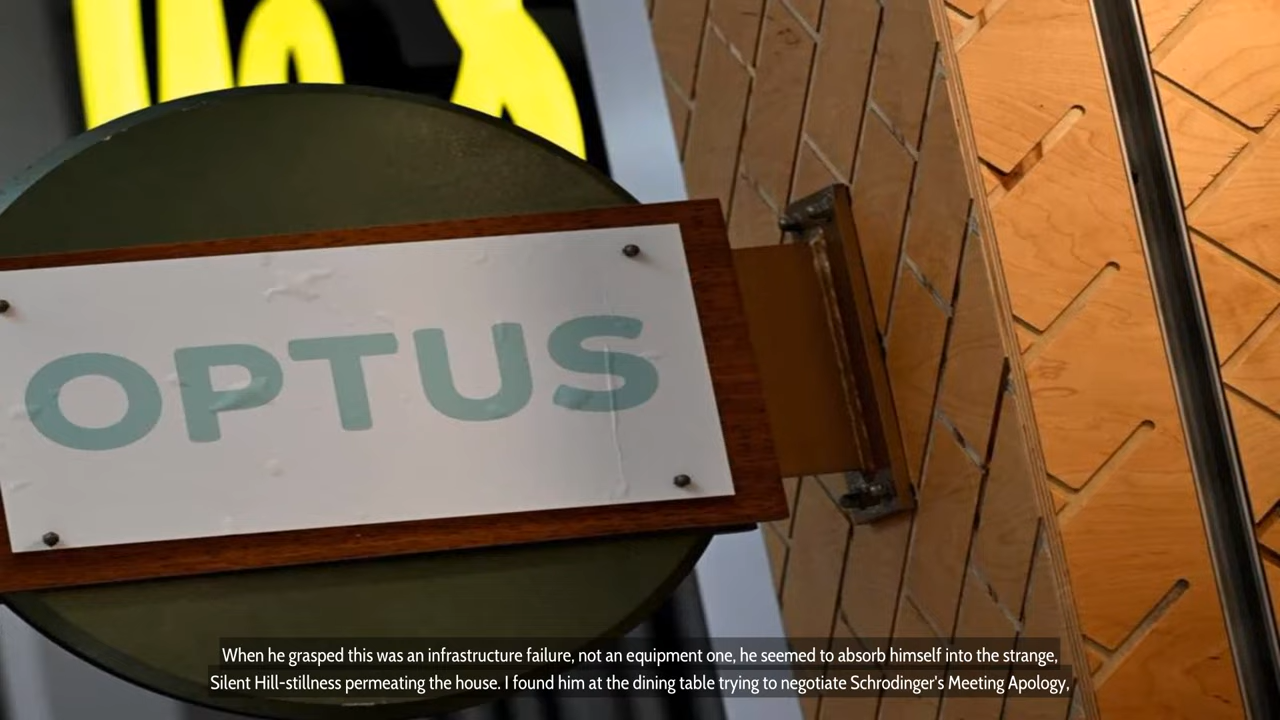 OPTUS
When he grasped this was an infrastructure failure, not an equipment one, he seemed to absorb himself into the strange,
Silent Hill-stillness permeating the house. I found him at the dining table trying to negotiate Schrodinger's Meeting Apology,